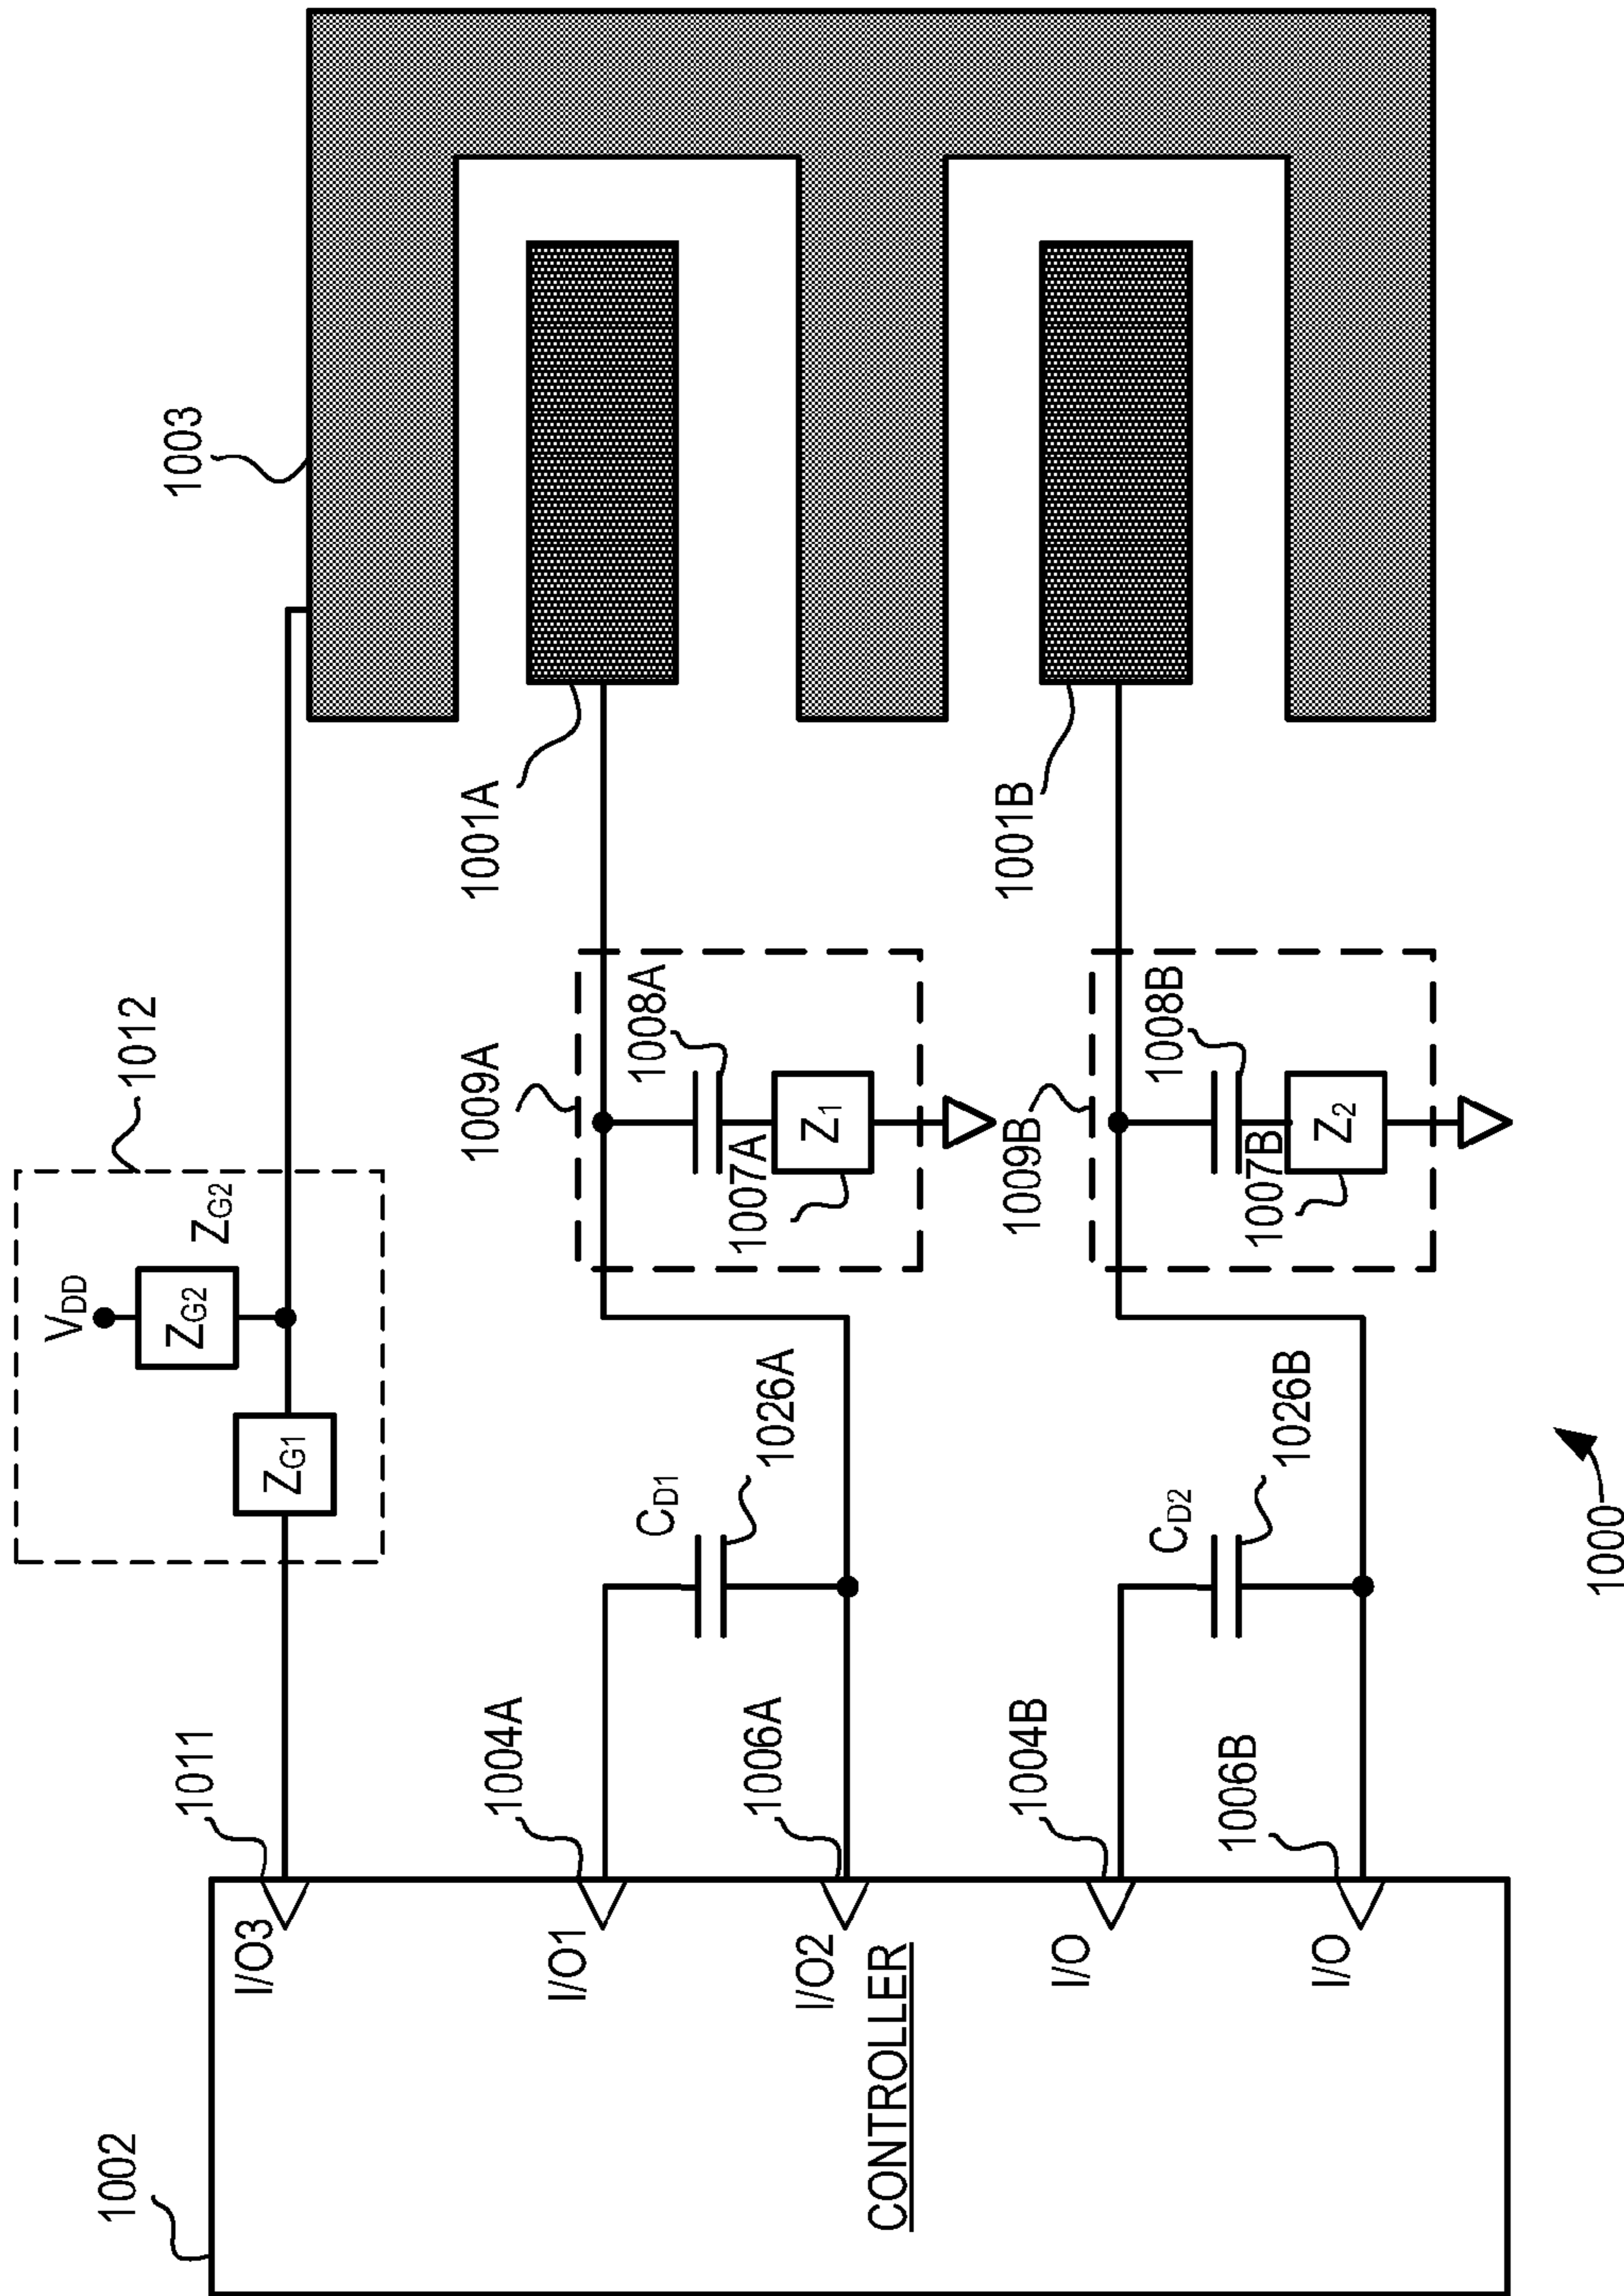 1002
CONTROLLER
I/O3
I/O1
I/O2
I/O
I/O
1011
1004A
1006A
1004B
1006B
1012
V_DD
Z_G2
Z_G2
Z_G1
C_D1
1026A
C_D2
1026B
1009A
1008A
1007A
Z_1
1009B
1008B
1007B
Z_2
1003
1001A
1001B
1000